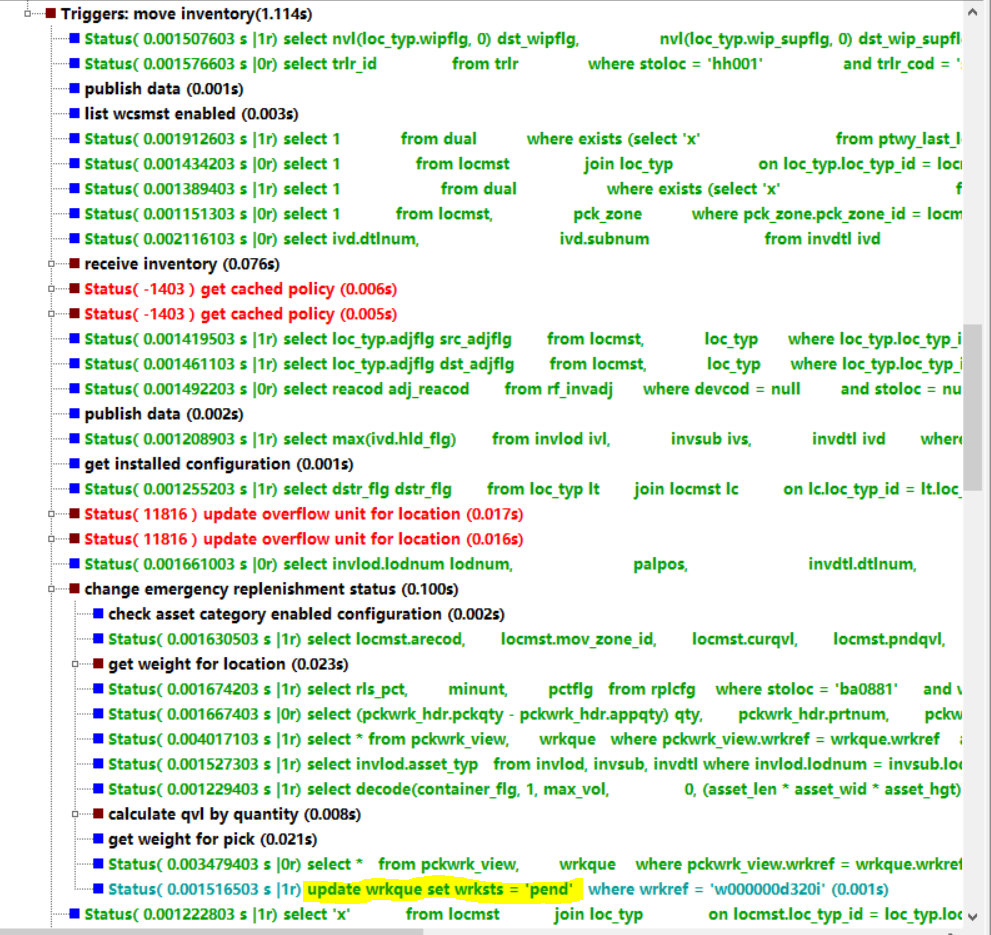 Triggers: move inventory(1.114s)
Status( 0.001507603 s |1r) select nvl(loc_typ.wipflg, 0) dst_wipflg, nvl(loc_typ.wip_supflg, 0) dst_wip_supfl
Status( 0.001576603 s |0r) select trlr_id from trlr where stoloc = 'hh001' and trlr_cod = '
publish data (0.001s)
list wcsmst enabled (0.003s)
Status( 0.001912603 s |1r) select 1 from dual where exists (select 'x' from ptwy_last_l
Status( 0.001434203 s |0r) select 1 from locmst join loc_typ on loc_typ.loc_typ_id = locr
Status( 0.001389403 s |1r) select 1 from dual where exists (select 'x' f
Status( 0.001151303 s |0r) select 1 from locmst, pck_zone where pck_zone.pck_zone_id = locm
Status( 0.002116103 s |0r) select ivd.dtlnum, ivd.subnum from invdtl ivd
receive inventory (0.076s)
Status( -1403 ) get cached policy (0.006s)
Status( -1403 ) get cached policy (0.005s)
Status( 0.001419503 s |1r) select loc_typ.adjflg src_adjflg from locmst, loc_typ where loc_typ.loc_typ_i
Status( 0.001461103 s |1r) select loc_typ.adjflg dst_adjflg from locmst, loc_typ where loc_typ.loc_typ_
Status( 0.001492203 s |0r) select reacod adj_reacod from rf_invadj where devcod = null and stoloc = nu
publish data (0.002s)
Status( 0.001208903 s |1r) select max(ivd.hld_flg) from invlod ivl, invsub ivs, invdtl ivd where
get installed configuration (0.001s)
Status( 0.001255203 s |1r) select dstr_flg dstr_flg from loc_typ lt join locmst lc on lc.loc_typ_id = lt.loc_
Status( 11816 ) update overflow unit for location (0.017s)
Status( 11816 ) update overflow unit for location (0.016s)
Status( 0.001661003 s |0r) select invlod.lodnum lodnum, palpos, invdtl.dtlnum,
change emergency replenishment status (0.100s)
check asset category enabled configuration (0.002s)
Status( 0.001630503 s |1r) select locmst.arecod, locmst.mov_zone_id, locmst.curqvl, locmst.pndqvl,
get weight for location (0.023s)
Status( 0.001674203 s |1r) select rls_pct, minunt, pctflg from rplcfg where stoloc = 'ba0881' and v
Status( 0.001667403 s |0r) select (pckwrk_hdr.pckqty - pckwrk_hdr.appqty) qty, pckwrk_hdr.prtnum, pckw
Status( 0.004017103 s |1r) select * from pckwrk_view, wrkque where pckwrk_view.wrkref = wrkque.wrkref
Status( 0.001527303 s |1r) select invlod.asset_typ from invlod, invsub, invdtl where invlod.lodnum = invsub.lo
Status( 0.001229403 s |1r) select decode(container_flg, 1, max_vol, 0, (asset_len * asset_wid * asset_hgt)
calculate qvl by quantity (0.008s)
get weight for pick (0.021s)
Status( 0.003479403 s |0r) select * from pckwrk_view, wrkque where pckwrk_view.wrkref = wrkque.wrkref
Status( 0.001516503 s |1r) update wrkque set wrksts = 'pend' where wrkref = 'w000000d320i' (0.001s)
Status( 0.001222803 s |1r) select 'x' from locmst join loc_typ on locmst.loc_typ_id = loc_typ.loc